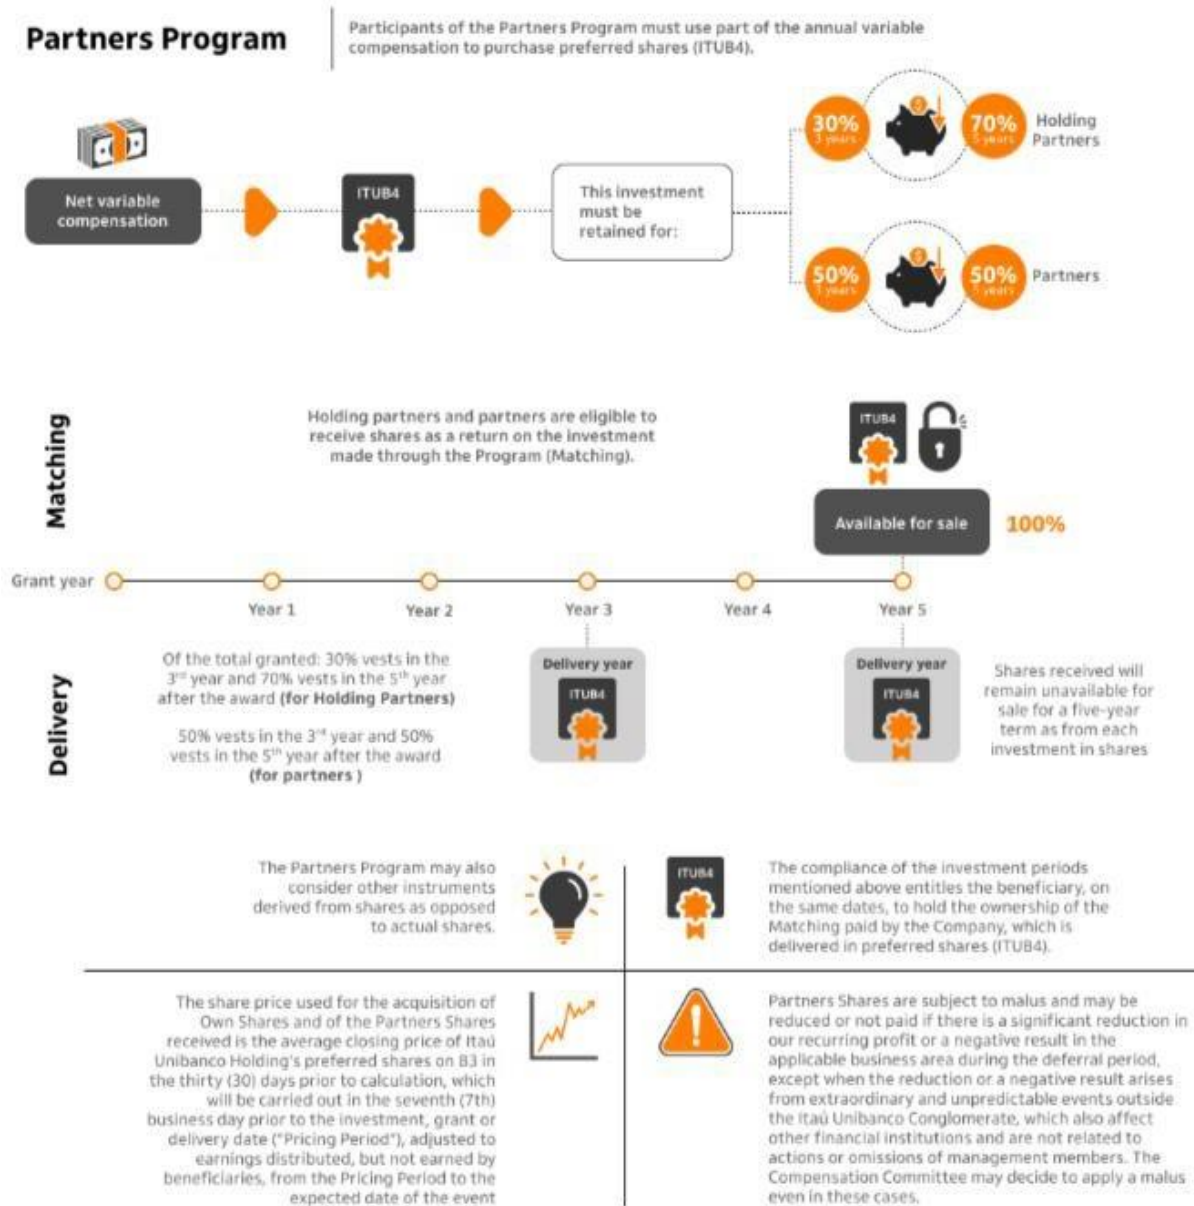 Partners Program
Participants of the Partners Program must use part of the annual variable
compensation to purchase preferred shares (ITUB4).
Net variable
compensation
ITUB4
This investment
must be
retained for:
30%
3 years
70%
5 years
Holding
Partners
50%
3 years
50%
5 years
Partners
Matching
Holding partners and partners are eligible to
receive shares as a return on the investment
made through the Program (Matching).
ITUB4
Available for sale
100%
Grant year
Year 1
Year 2
Year 3
Year 4
Year 5
Delivery
Of the total granted: 30% vests in the
3rd year and 70% vests in the 5th year
after the award (for Holding Partners)
50% vests in the 3rd year and 50%
vests in the 5th year after the award
(for partners )
Delivery year
ITUB4
Delivery year
ITUB4
Shares received will
remain unavailable for
sale for a five-year
term as from each
investment in shares
The Partners Program may also
consider other instruments
derived from shares as opposed
to actual shares.
ITUB4
The compliance of the investment periods
mentioned above entitles the beneficiary, on
the same dates, to hold the ownership of the
Matching paid by the Company, which is
delivered in preferred shares (ITUB4).
The share price used for the acquisition of
Own Shares and of the Partners Shares
received is the average closing price of Itaú
Unibanco Holding's preferred shares on B3 in
the thirty (30) days prior to calculation, which
will be carried out in the seventh (7th)
business day prior to the investment, grant or
delivery date ("Pricing Period"), adjusted to
earnings distributed, but not earned by
beneficiaries, from the Pricing Period to the
expected date of the event
Partners Shares are subject to malus and may be
reduced or not paid if there is a significant reduction in
our recurring profit or a negative result in the
applicable business area during the deferral period,
except when the reduction or a negative result arises
from extraordinary and unpredictable events outside
the Itaú Unibanco Conglomerate, which also affect
other financial institutions and are not related to
actions or omissions of management members. The
Compensation Committee may decide to apply a malus
even in these cases.